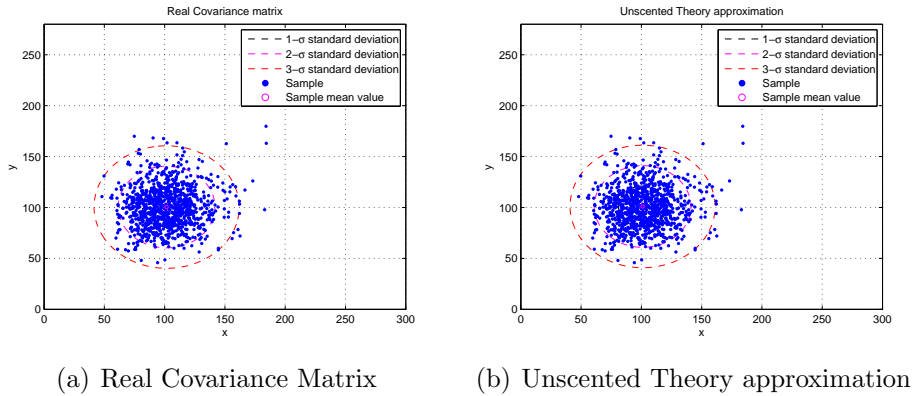 Real Covariance matrix
1−σ standard deviation
2−σ standard deviation
3−σ standard deviation
Sample
Sample mean value
y
250
200
150
100
50
0
0 50 100 150 200 250 300
x
(a) Real Covariance Matrix
Unscented Theory approximation
1−σ standard deviation
2−σ standard deviation
3−σ standard deviation
Sample
Sample mean value
y
250
200
150
100
50
0
0 50 100 150 200 250 300
x
(b) Unscented Theory approximation